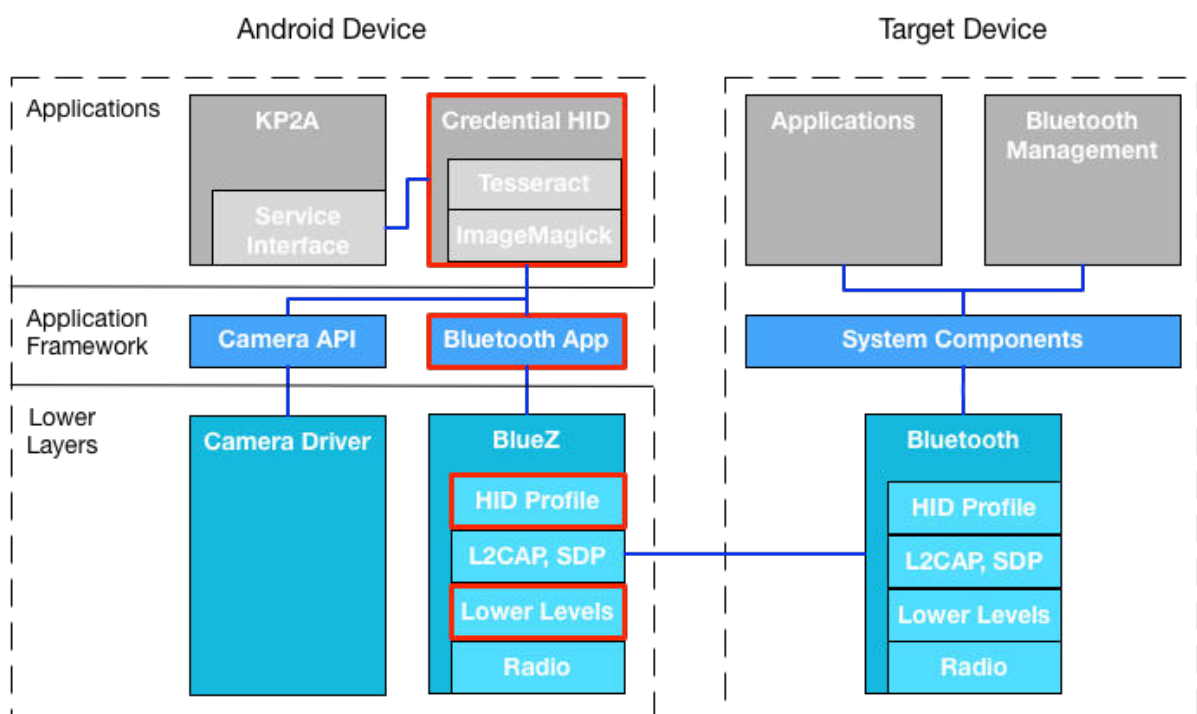 Android Device
Target Device
Applications
KP2A
Service
Interface
Credential HID
Tesseract
ImageMagick
Applications
Bluetooth
Management
Application
Framework
Camera API
Bluetooth App
System Components
Lower
Layers
Camera Driver
BlueZ
HID Profile
L2CAP, SDP
Lower Levels
Radio
Bluetooth
HID Profile
L2CAP, SDP
Lower Levels
Radio